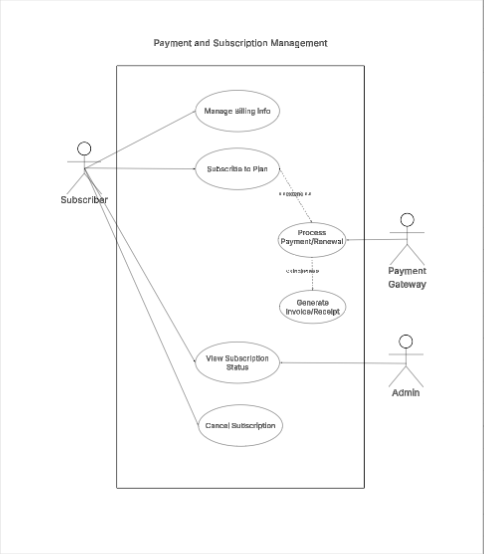 Payment and Subscription Management
Manage Billing Info
Subscribe to Plan
Subscriber
Process
Payment/Renewal
Payment
Gateway
Generate
Invoice/Receipt
View Subscription
Status
Admin
Cancel Subscription